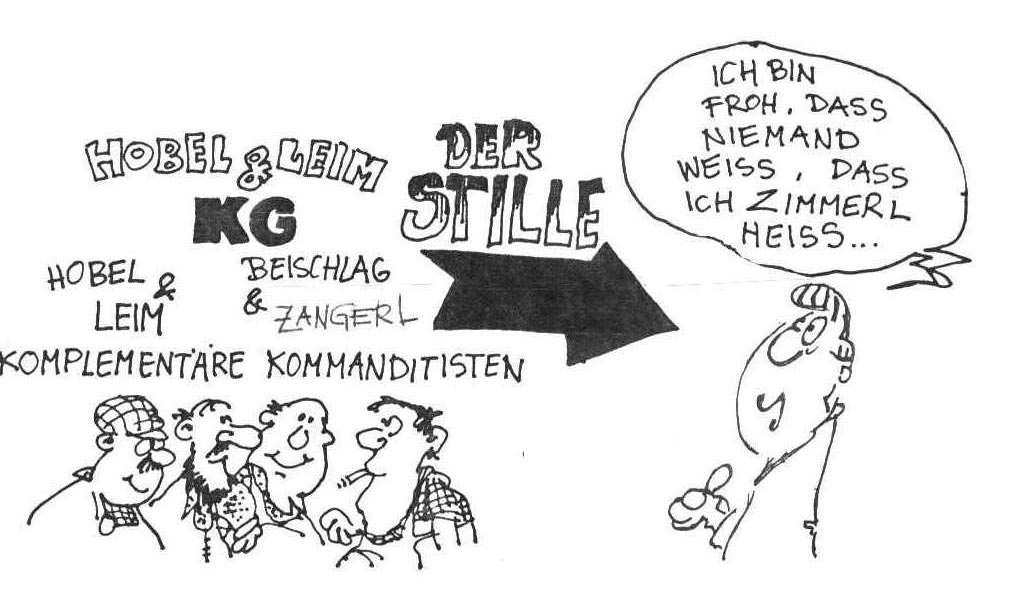 HOBEL & LEIM
KG
HOBEL &
LEIM
BEISCHLAG
& ZANGERL
KOMPLEMENTÄRE KOMMANDITISTEN
DER
STILLE
ICH BIN
FROH, DASS
NIEMAND
WEISS, DASS
ICH ZIMMERL
HEISS...